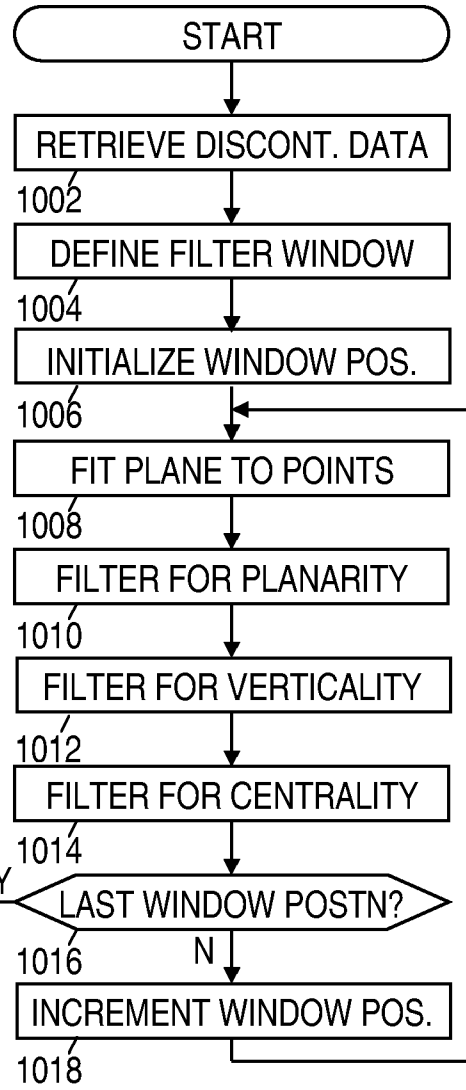 START
RETRIEVE DISCONT. DATA
1002
DEFINE FILTER WINDOW
1004
INITIALIZE WINDOW POS.
1006
FIT PLANE TO POINTS
1008
FILTER FOR PLANARITY
1010
FILTER FOR VERTICALITY
1012
FILTER FOR CENTRALITY
1014
Y
LAST WINDOW POSTN?
1016
N
INCREMENT WINDOW POS.
1018